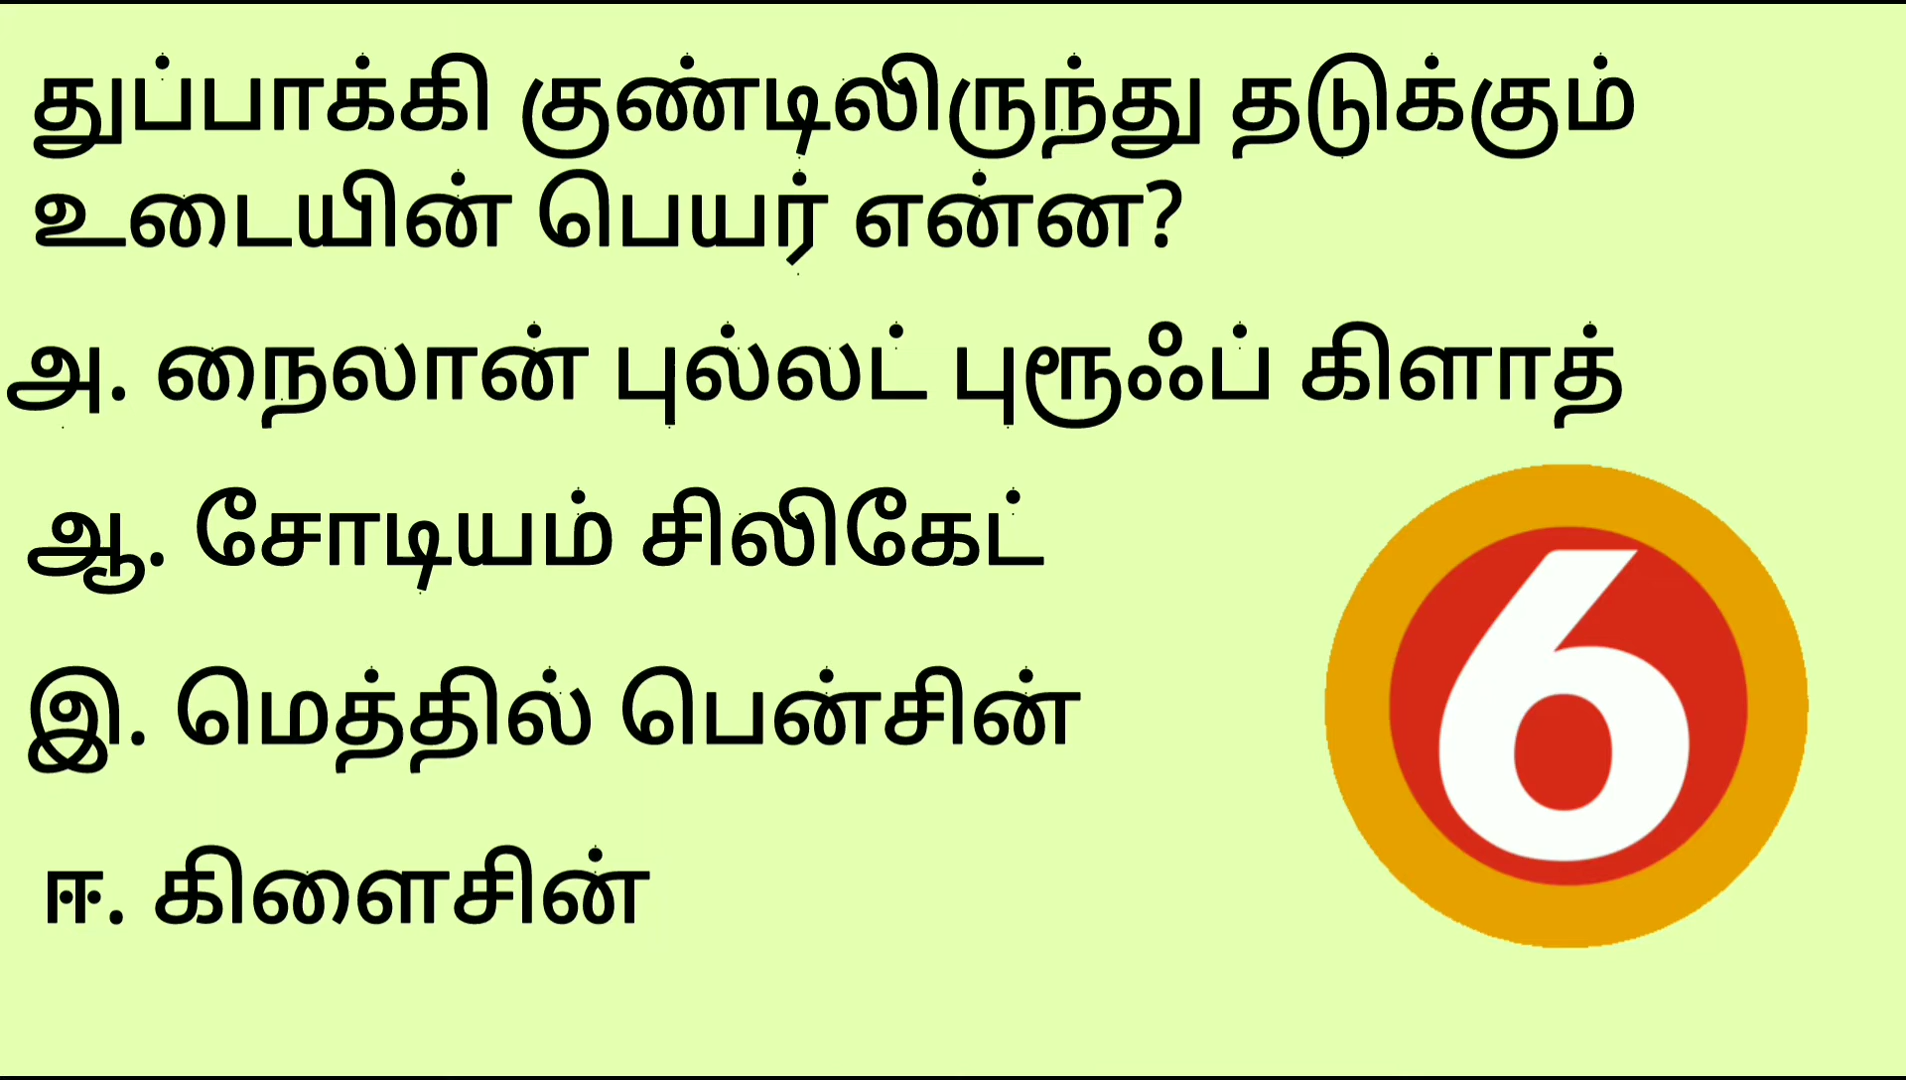 துப்பாக்கி குண்டிலிருந்து தடுக்கும்
உடையின் பெயர் என்ன?
அ. நைலான் புல்லட் புரூஃப் கிளாத்
ஆ. சோடியம் சிலிகேட்
இ. மெத்தில் பென்சின்
ஈ. கிளைசின்
6